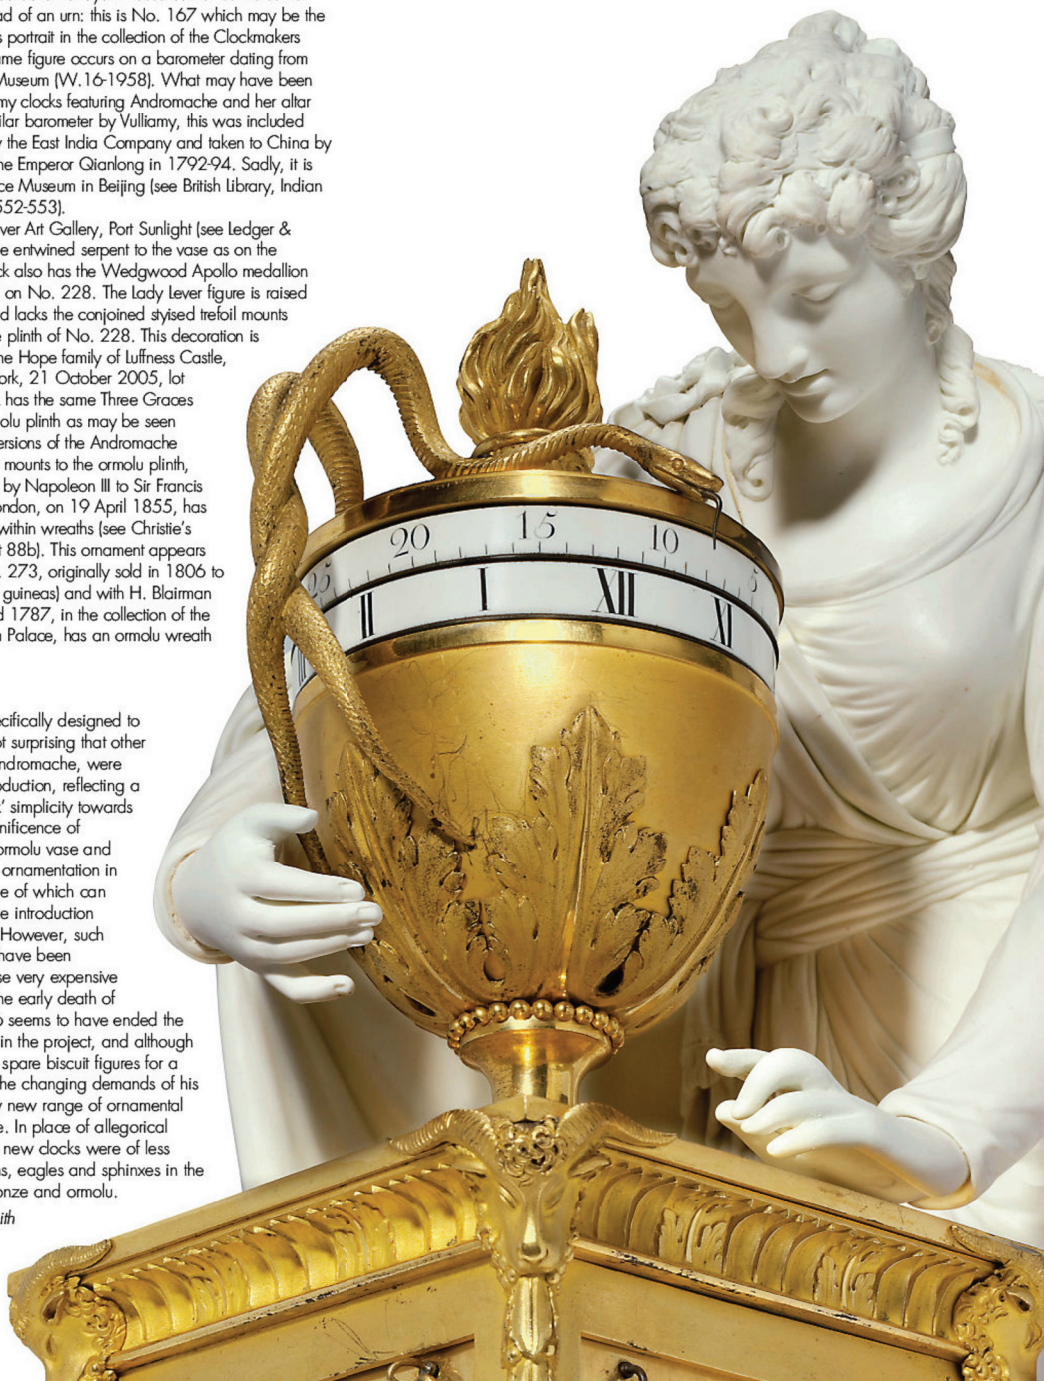 ad of an urn: this is No. 167 which may be the
s portrait in the collection of the Clockmakers
ame figure occurs on a barometer dating from
Museum (W.16-1958). What may have been
my clocks featuring Andromache and her altar
ilar barometer by Vulliamy, this was included
y the East India Company and taken to China by
he Emperor Qianlong in 1792-94. Sadly, it is
ce Museum in Beijing (see British Library, Indian
552-553).
ver Art Gallery, Port Sunlight (see Ledger &
e entwined serpent to the vase as on the
ck also has the Wedgwood Apollo medallion
on No. 228. The Lady Lever figure is raised
d lacks the conjoined styised trefoil mounts
e plinth of No. 228. This decoration is
he Hope family of Luffness Castle,
ork, 21 October 2005, lot
has the same Three Graces
olu plinth as may be seen
ersions of the Andromache
mounts to the ormolu plinth,
by Napoleon III to Sir Francis
ondon, on 19 April 1855, has
within wreaths (see Christie's
t 88b). This ornament appears
. 273, originally sold in 1806 to
guineas) and with H. Blairman
d 1787, in the collection of the
n Palace, has an ormolu wreath
ecifically designed to
ot surprising that other
ndromache, were
oduction, reflecting a
' simplicity towards
nificence of
ormolu vase and
ornamentation in
e of which can
e introduction
However, such
have been
se very expensive
he early death of
o seems to have ended the
in the project, and although
spare biscuit figures for a
he changing demands of his
y new range of ornamental
e. In place of allegorical
new clocks were of less
ns, eagles and sphinxes in the
onze and ormolu.
ith
25 20 15 10 5
III II I XII XI